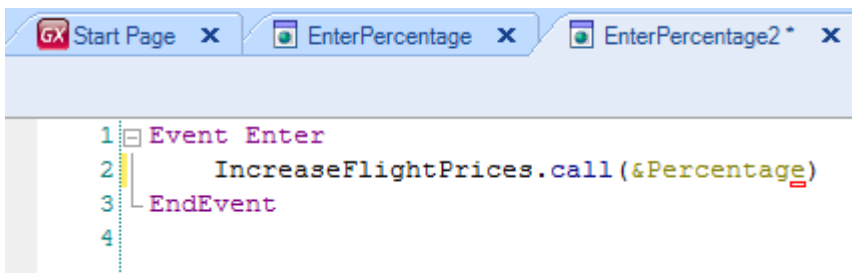 GX Start Page x EnterPercentage x EnterPercentage2* x
1 Event Enter
2 IncreaseFlightPrices.call(&Percentage)
3 EndEvent
4